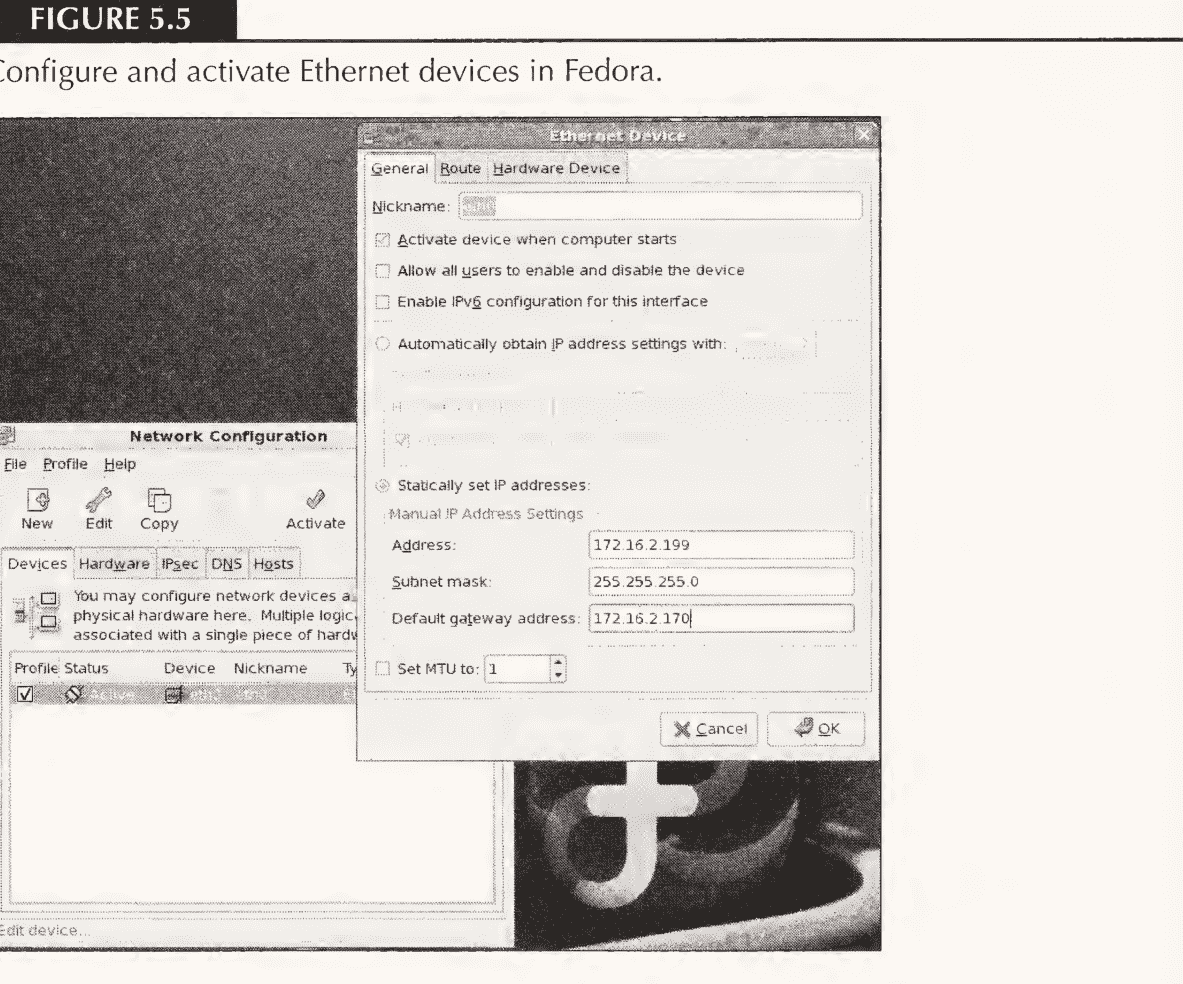 FIGURE 5.5
Configure and activate Ethernet devices in Fedora.
Ethernet Device
General Route Hardware Device
Nickname:
Activate device when computer starts
Allow all users to enable and disable the device
Enable IPv6 configuration for this interface
Automatically obtain IP address settings with:
Statically set IP addresses:
Manual IP Address Settings
Address: 172.16.2.199
Subnet mask: 255.255.255.0
Default gateway address: 172.16.2.170
Set MTU to: 1
Cancel OK
Network Configuration
File Profile Help
New Edit Copy Activate
Devices Hardware IPsec DNS Hosts
You may configure network devices a
physical hardware here. Multiple logic
associated with a single piece of hardw
Profile Status Device Nickname Ty
Active
Edit device...